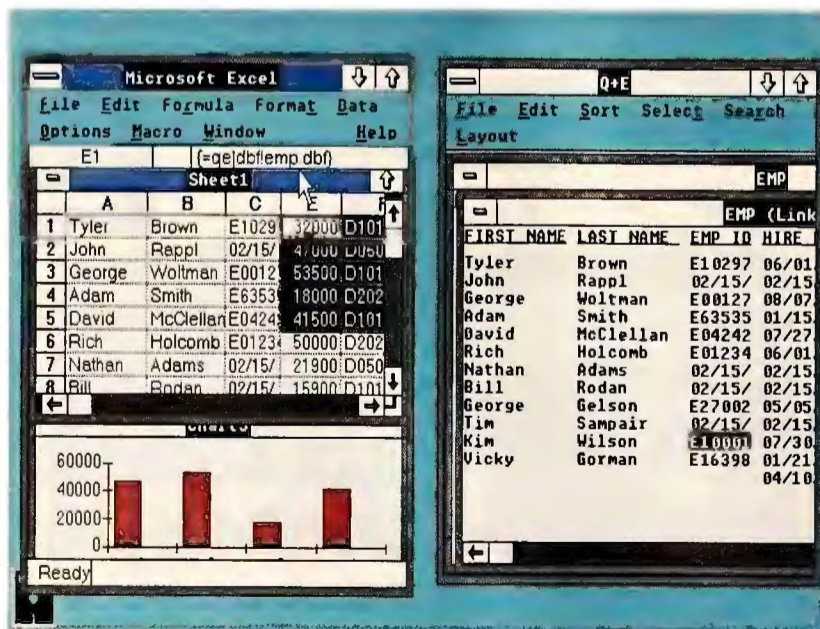 Microsoft Excel
File Edit Formula Format Data
Options Macro Window Help
E1 {=qe|dbf!emp.dbf}
Sheet1
A B C E
1 Tyler Brown E1029 32000 D101
2 John Rappl 02/15/ 47000 D050
3 George Woltman E0012 53500 D101
4 Adam Smith E6353 18000 D202
5 David McClellan E0424 41500 D101
6 Rich Holcomb E0123 50000 D202
7 Nathan Adams 02/15/ 21900 D050
8 Bill Rodan 02/15/ 15900 D101
60000
40000
20000
0
Ready
Q+E
File Edit Sort Select Search
Layout
EMP
EMP (Link
FIRST NAME LAST NAME EMP ID HIRE
Tyler Brown E10297 06/01
John Rappl 02/15/ 02/15
George Woltman E00127 08/07
Adam Smith E63535 01/15
David McClellan E04242 07/27
Rich Holcomb E01234 06/01
Nathan Adams 02/15/ 02/15
Bill Rodan 02/15/ 02/15
George Gelson E27002 05/05
Tim Sampair 02/15/ 02/15
Kim Wilson E10001 07/30
Vicky Gorman E16398 01/21
04/10